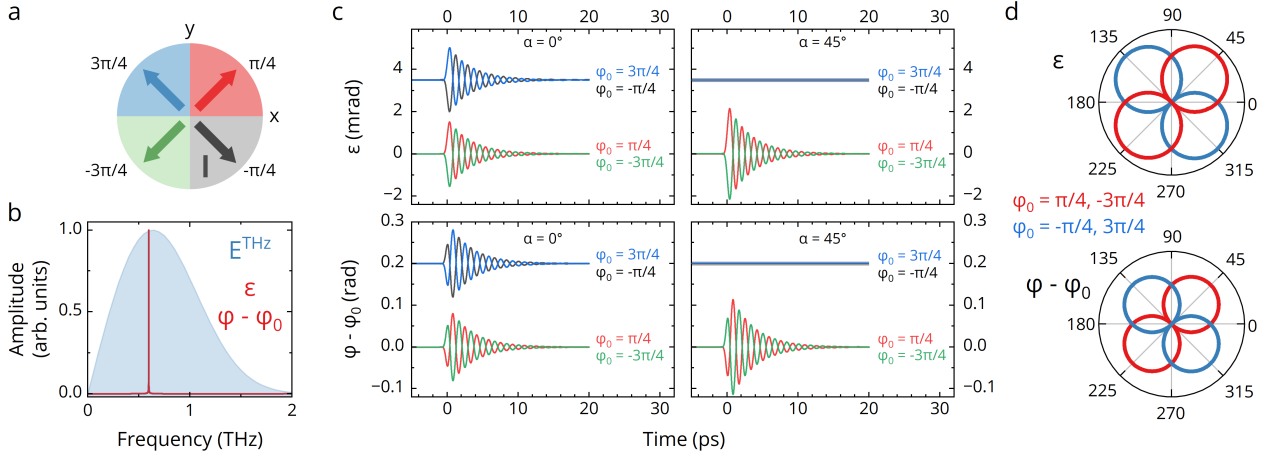 a
y
x
3π/4
π/4
-3π/4
-π/4
l
b
Amplitude
(arb. units)
1.0
0.5
0.0
E^THz
ε
φ - φ₀
0
1
2
Frequency (THz)
c
0
10
20
30
0
10
20
30
ε (mrad)
4
2
0
−2
α = 0°
φ₀ = 3π/4
φ₀ = -π/4
φ₀ = π/4
φ₀ = -3π/4
α = 45°
φ₀ = 3π/4
φ₀ = -π/4
φ₀ = π/4
φ₀ = -3π/4
4
2
0
−2
φ - φ₀ (rad)
0.3
0.2
0.1
0.0
−0.1
α = 0°
φ₀ = 3π/4
φ₀ = -π/4
φ₀ = π/4
φ₀ = -3π/4
α = 45°
φ₀ = 3π/4
φ₀ = -π/4
φ₀ = π/4
φ₀ = -3π/4
0.3
0.2
0.1
0.0
−0.1
0
10
20
30
0
10
20
30
Time (ps)
d
ε
90
135
45
180
0
225
315
270
φ₀ = π/4, -3π/4
φ₀ = -π/4, 3π/4
φ - φ₀
90
135
45
180
0
225
315
270